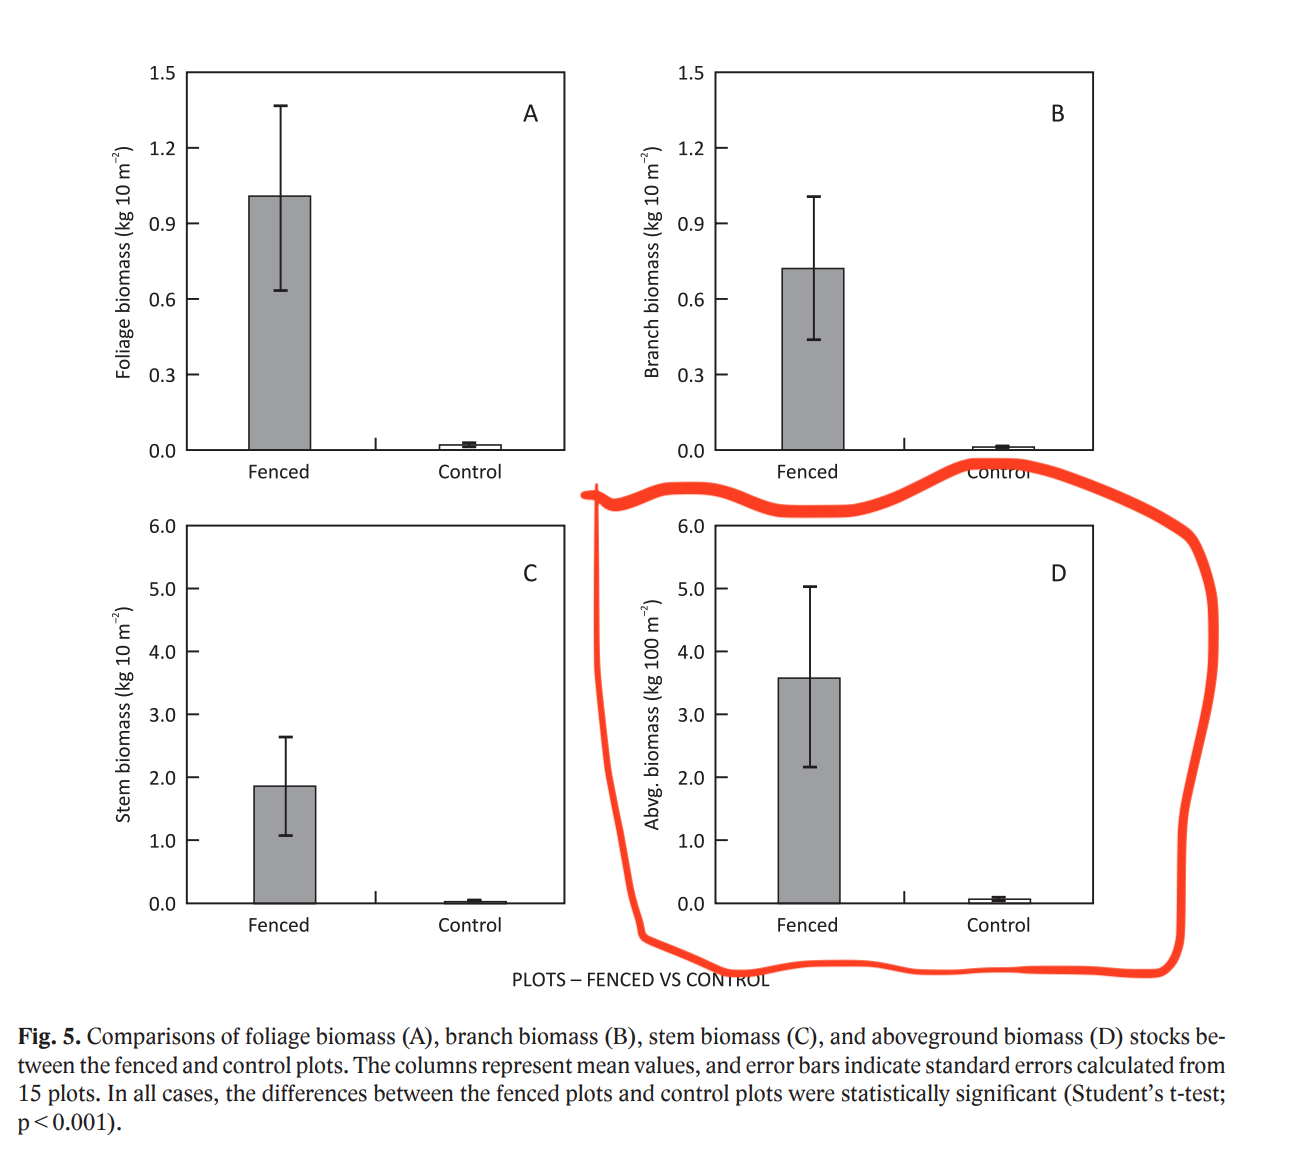 1.5
1.2
0.9
0.6
0.3
0.0
Foliage biomass (kg 10 m⁻²)
A
Fenced
Control
1.5
1.2
0.9
0.6
0.3
0.0
Branch biomass (kg 10 m⁻²)
B
Fenced
Control
6.0
5.0
4.0
3.0
2.0
1.0
0.0
Stem biomass (kg 10 m⁻²)
C
Fenced
Control
6.0
5.0
4.0
3.0
2.0
1.0
0.0
Abvg. biomass (kg 100 m⁻²)
D
Fenced
Control
PLOTS – FENCED VS CONTROL
Fig. 5. Comparisons of foliage biomass (A), branch biomass (B), stem biomass (C), and aboveground biomass (D) stocks be-
tween the fenced and control plots. The columns represent mean values, and error bars indicate standard errors calculated from
15 plots. In all cases, the differences between the fenced plots and control plots were statistically significant (Student’s t-test;
p < 0.001).